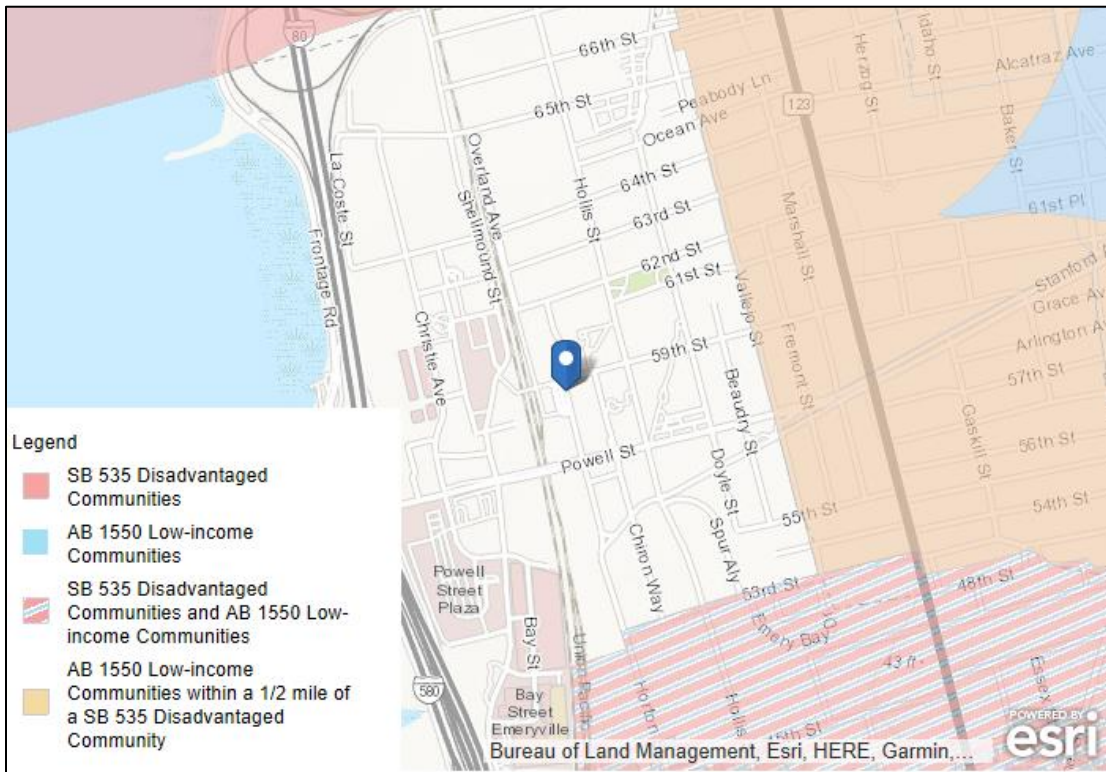 80
66th St
Idaho St
Herzog St
Alcatraz Ave
65th St
Peabody Ln
123
Ocean Ave
Baker St
Overland Ave
La Coste St
64th St
Hollis St
63rd St
Marshall St
61st Pl
Shellmound St
Frontage Rd
62nd St
61st St
Vallejo St
Stanford
Grace Av
Arlington A
Christie Ave
59th St
Fremont St
57th St
Beaudry St
Gaskill St
56th St
Legend
Powell St
Doyle St
54th St
SB 535 Disadvantaged
Communities
55th St
Spur Aly
Chiron Way
AB 1550 Low-income
Communities
Powell
Street
Plaza
53rd St
48th St
SB 535 Disadvantaged
Communities and AB 1550 Low-
income Communities
Emery Bay
Bay St
Union Pacific
43 ft
Essex
Horton
Hollis
45th St
580
AB 1550 Low-income
Communities within a 1/2 mile of
a SB 535 Disadvantaged
Community
Bay
Street
Emeryville
Bureau of Land Management, Esri, HERE, Garmin,...
POWERED BY
esri